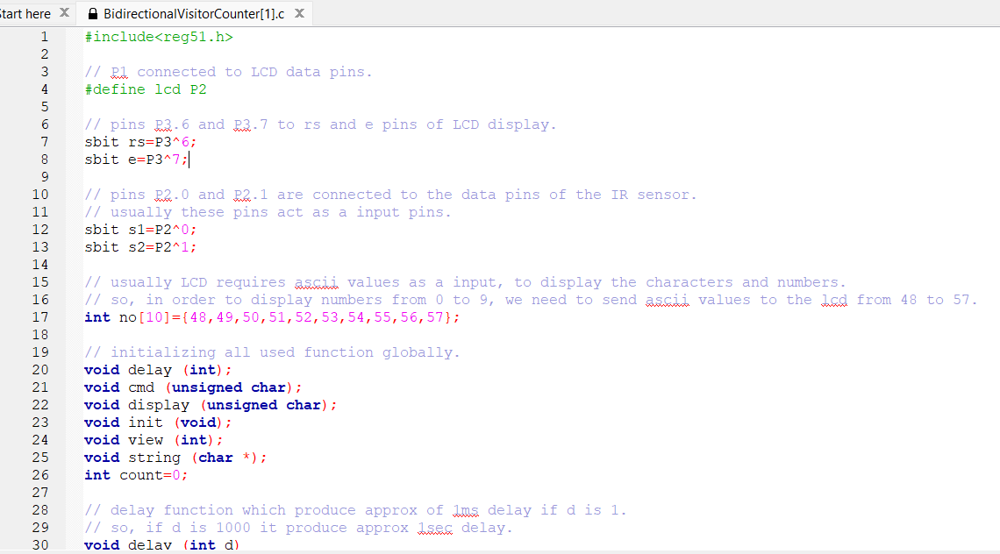 Start here X BidirectionalVisitorCounter[1].c X
1 #include<reg51.h>
2
3 // P1 connected to LCD data pins.
4 #define lcd P2
5
6 // pins P3.6 and P3.7 to rs and e pins of LCD display.
7 sbit rs=P3^6;
8 sbit e=P3^7;
9
10 // pins P2.0 and P2.1 are connected to the data pins of the IR sensor.
11 // usually these pins act as a input pins.
12 sbit s1=P2^0;
13 sbit s2=P2^1;
14
15 // usually LCD requires ascii values as a input, to display the characters and numbers.
16 // so, in order to display numbers from 0 to 9, we need to send ascii values to the lcd from 48 to 57.
17 int no[10]={48,49,50,51,52,53,54,55,56,57};
18
19 // initializing all used function globally.
20 void delay (int);
21 void cmd (unsigned char);
22 void display (unsigned char);
23 void init (void);
24 void view (int);
25 void string (char *);
26 int count=0;
27
28 // delay function which produce approx of 1ms delay if d is 1.
29 // so, if d is 1000 it produce approx 1sec delay.
30 void delay (int d)